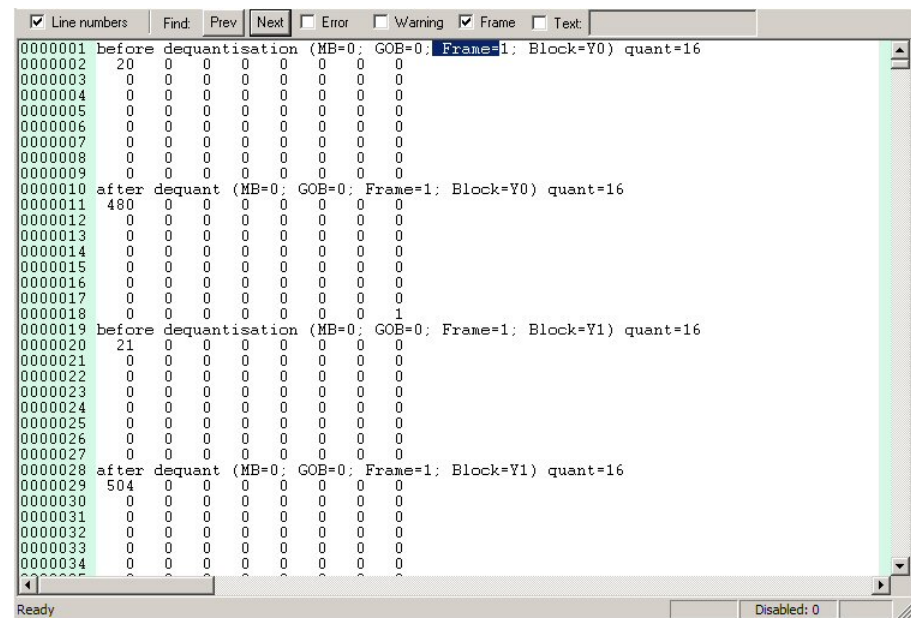 Line numbers Find: Prev Next Error Warning Frame Text:
0000001 before dequantisation (MB=0; GOB=0; Frame=1; Block=Y0) quant=16
0000002 20 0 0 0 0 0 0 0
0000003 0 0 0 0 0 0 0 0
0000004 0 0 0 0 0 0 0 0
0000005 0 0 0 0 0 0 0 0
0000006 0 0 0 0 0 0 0 0
0000007 0 0 0 0 0 0 0 0
0000008 0 0 0 0 0 0 0 0
0000009 0 0 0 0 0 0 0 0
0000010 after dequant (MB=0; GOB=0; Frame=1; Block=Y0) quant=16
0000011 480 0 0 0 0 0 0 0
0000012 0 0 0 0 0 0 0 0
0000013 0 0 0 0 0 0 0 0
0000014 0 0 0 0 0 0 0 0
0000015 0 0 0 0 0 0 0 0
0000016 0 0 0 0 0 0 0 0
0000017 0 0 0 0 0 0 0 0
0000018 0 0 0 0 0 0 0 1
0000019 before dequantisation (MB=0; GOB=0; Frame=1; Block=Y1) quant=16
0000020 21 0 0 0 0 0 0 0
0000021 0 0 0 0 0 0 0 0
0000022 0 0 0 0 0 0 0 0
0000023 0 0 0 0 0 0 0 0
0000024 0 0 0 0 0 0 0 0
0000025 0 0 0 0 0 0 0 0
0000026 0 0 0 0 0 0 0 0
0000027 0 0 0 0 0 0 0 0
0000028 after dequant (MB=0; GOB=0; Frame=1; Block=Y1) quant=16
0000029 504 0 0 0 0 0 0 0
0000030 0 0 0 0 0 0 0 0
0000031 0 0 0 0 0 0 0 0
0000032 0 0 0 0 0 0 0 0
0000033 0 0 0 0 0 0 0 0
0000034 0 0 0 0 0 0 0 0
Ready Disabled: 0